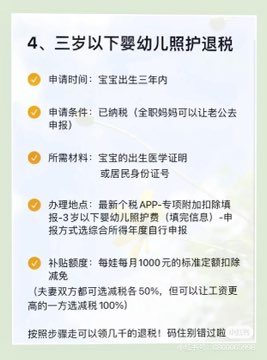 4、三岁以下婴幼儿照护退税
申请时间：宝宝出生三年内
申请条件：已纳税（全职妈妈可以让老公去
申报）
所需材料：宝宝的出生医学证明
或居民身份证号
办理地点：最新个税APP-专项附加扣除填
报-3岁以下婴幼儿照护费（填完信息）-申
报方式选综合所得年度自行申报
补贴额度：每娃每月1000元的标准定额扣除
减免
（夫妻双方都可选减税各50%，但可以让工资更
高的一方选减税100%）
按照步骤走可以领几千的退税！码住别错过啦
小红书